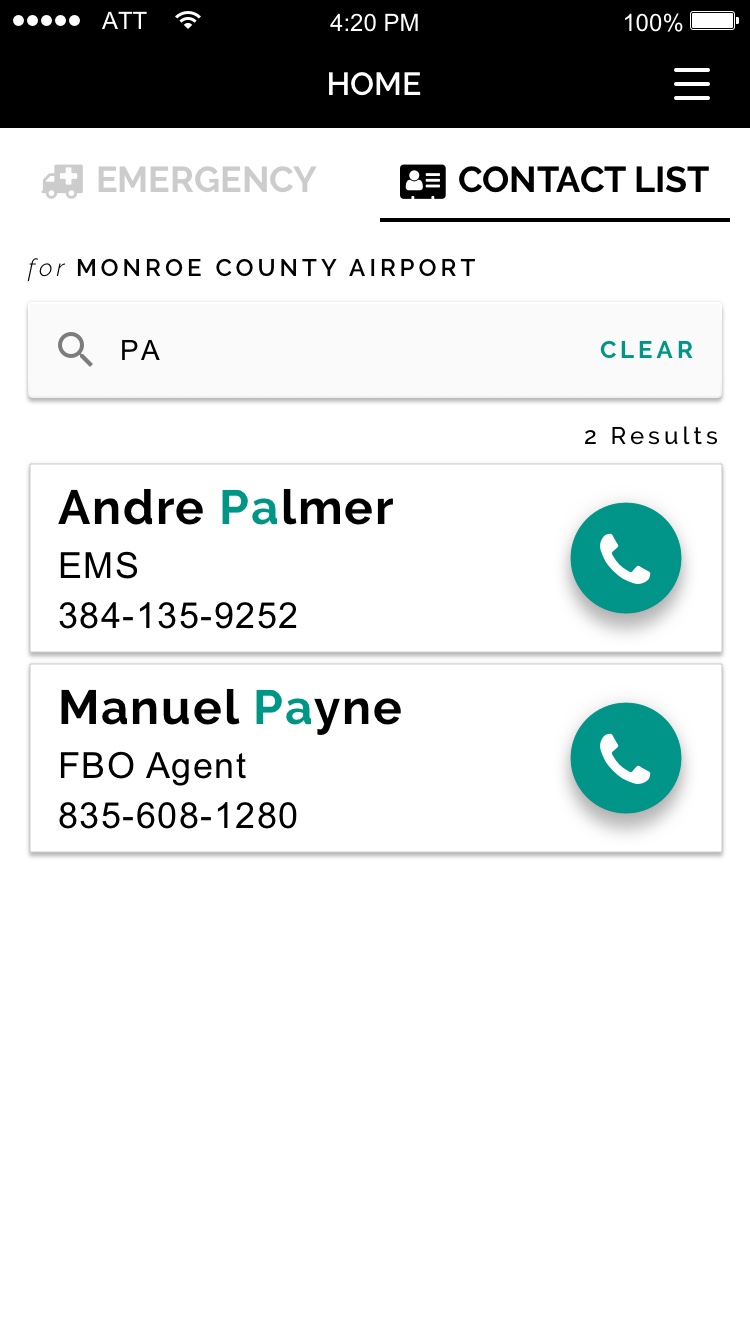 ATT 4:20 PM 100%
HOME
EMERGENCY CONTACT LIST
for MONROE COUNTY AIRPORT
PA CLEAR
2 Results
Andre Palmer
EMS
384-135-9252
Manuel Payne
FBO Agent
835-608-1280